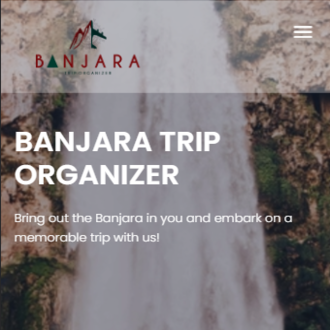 BANJARA
TRIP ORGANIZER
BANJARA TRIP
ORGANIZER
Bring out the Banjara in you and embark on a
memorable trip with us!